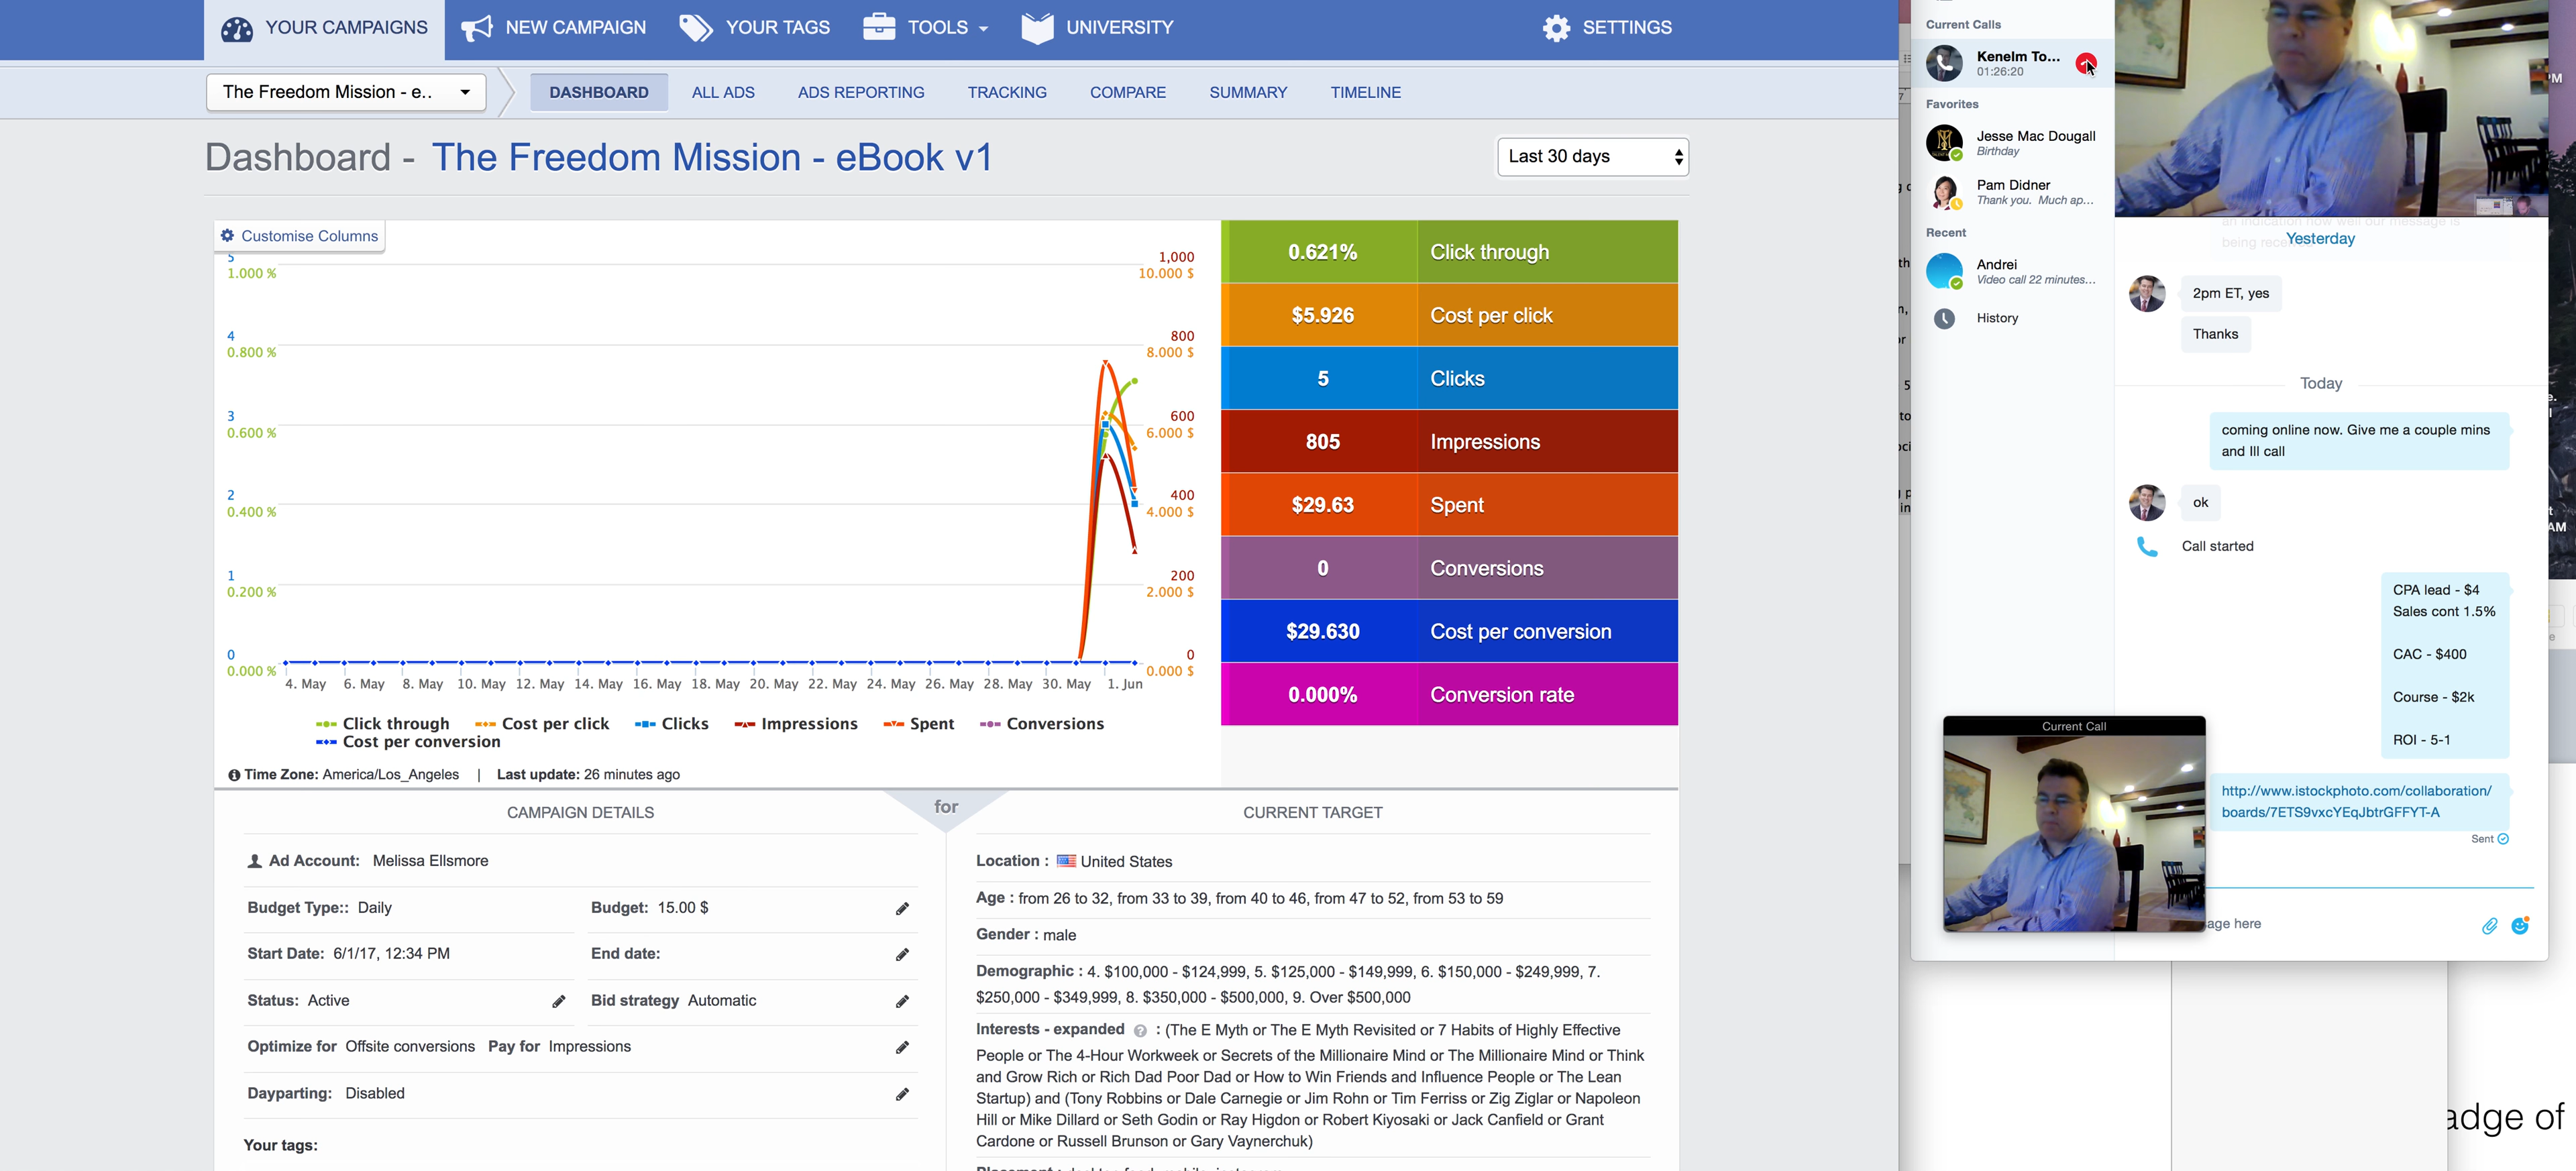 YOUR CAMPAIGNS
NEW CAMPAIGN
YOUR TAGS
TOOLS
UNIVERSITY
SETTINGS
The Freedom Mission - e..
DASHBOARD
ALL ADS
ADS REPORTING
TRACKING
COMPARE
SUMMARY
TIMELINE
Dashboard - The Freedom Mission - eBook v1
Last 30 days
Customise Columns
5
1.000 %
4
0.800 %
3
0.600 %
2
0.400 %
1
0.200 %
0
0.000 %
1,000
10.000 $
800
8.000 $
600
6.000 $
400
4.000 $
200
2.000 $
0
0.000 $
4. May 6. May 8. May 10. May 12. May 14. May 16. May 18. May 20. May 22. May 24. May 26. May 28. May 30. May 1. Jun
Click through Cost per click Clicks Impressions Spent Conversions
Cost per conversion
Time Zone: America/Los_Angeles | Last update: 26 minutes ago
0.621% Click through
$5.926 Cost per click
5 Clicks
805 Impressions
$29.63 Spent
0 Conversions
$29.630 Cost per conversion
0.000% Conversion rate
CAMPAIGN DETAILS
for
CURRENT TARGET
Ad Account: Melissa Ellsmore
Budget Type:: Daily
Budget: 15.00 $
Start Date: 6/1/17, 12:34 PM
End date:
Status: Active
Bid strategy Automatic
Optimize for Offsite conversions Pay for Impressions
Dayparting: Disabled
Your tags:
Location : United States
Age : from 26 to 32, from 33 to 39, from 40 to 46, from 47 to 52, from 53 to 59
Gender : male
Demographic : 4. $100,000 - $124,999, 5. $125,000 - $149,999, 6. $150,000 - $249,999, 7.
$250,000 - $349,999, 8. $350,000 - $500,000, 9. Over $500,000
Interests - expanded ? : (The E Myth or The E Myth Revisited or 7 Habits of Highly Effective
People or The 4-Hour Workweek or Secrets of the Millionaire Mind or The Millionaire Mind or Think
and Grow Rich or Rich Dad Poor Dad or How to Win Friends and Influence People or The Lean
Startup) and (Tony Robbins or Dale Carnegie or Jim Rohn or Tim Ferriss or Zig Ziglar or Napoleon
Hill or Mike Dillard or Seth Godin or Ray Higdon or Robert Kiyosaki or Jack Canfield or Grant
Cardone or Russell Brunson or Gary Vaynerchuk)
Current Calls
Kenelm To...
01:26:20
Favorites
Jesse Mac Dougall
Birthday
Pam Didner
Thank you. Much ap...
Recent
Andrei
Video call 22 minutes...
History
an indication how well our message is
Yesterday
2pm ET, yes
Thanks
Today
coming online now. Give me a couple mins
and Ill call
ok
Call started
CPA lead - $4
Sales cont 1.5%
CAC - $400
Course - $2k
ROI - 5-1
http://www.istockphoto.com/collaboration/
boards/7ETS9vxcYEqJbtrGFFYT-A
Sent
Current Call
age here
adge of